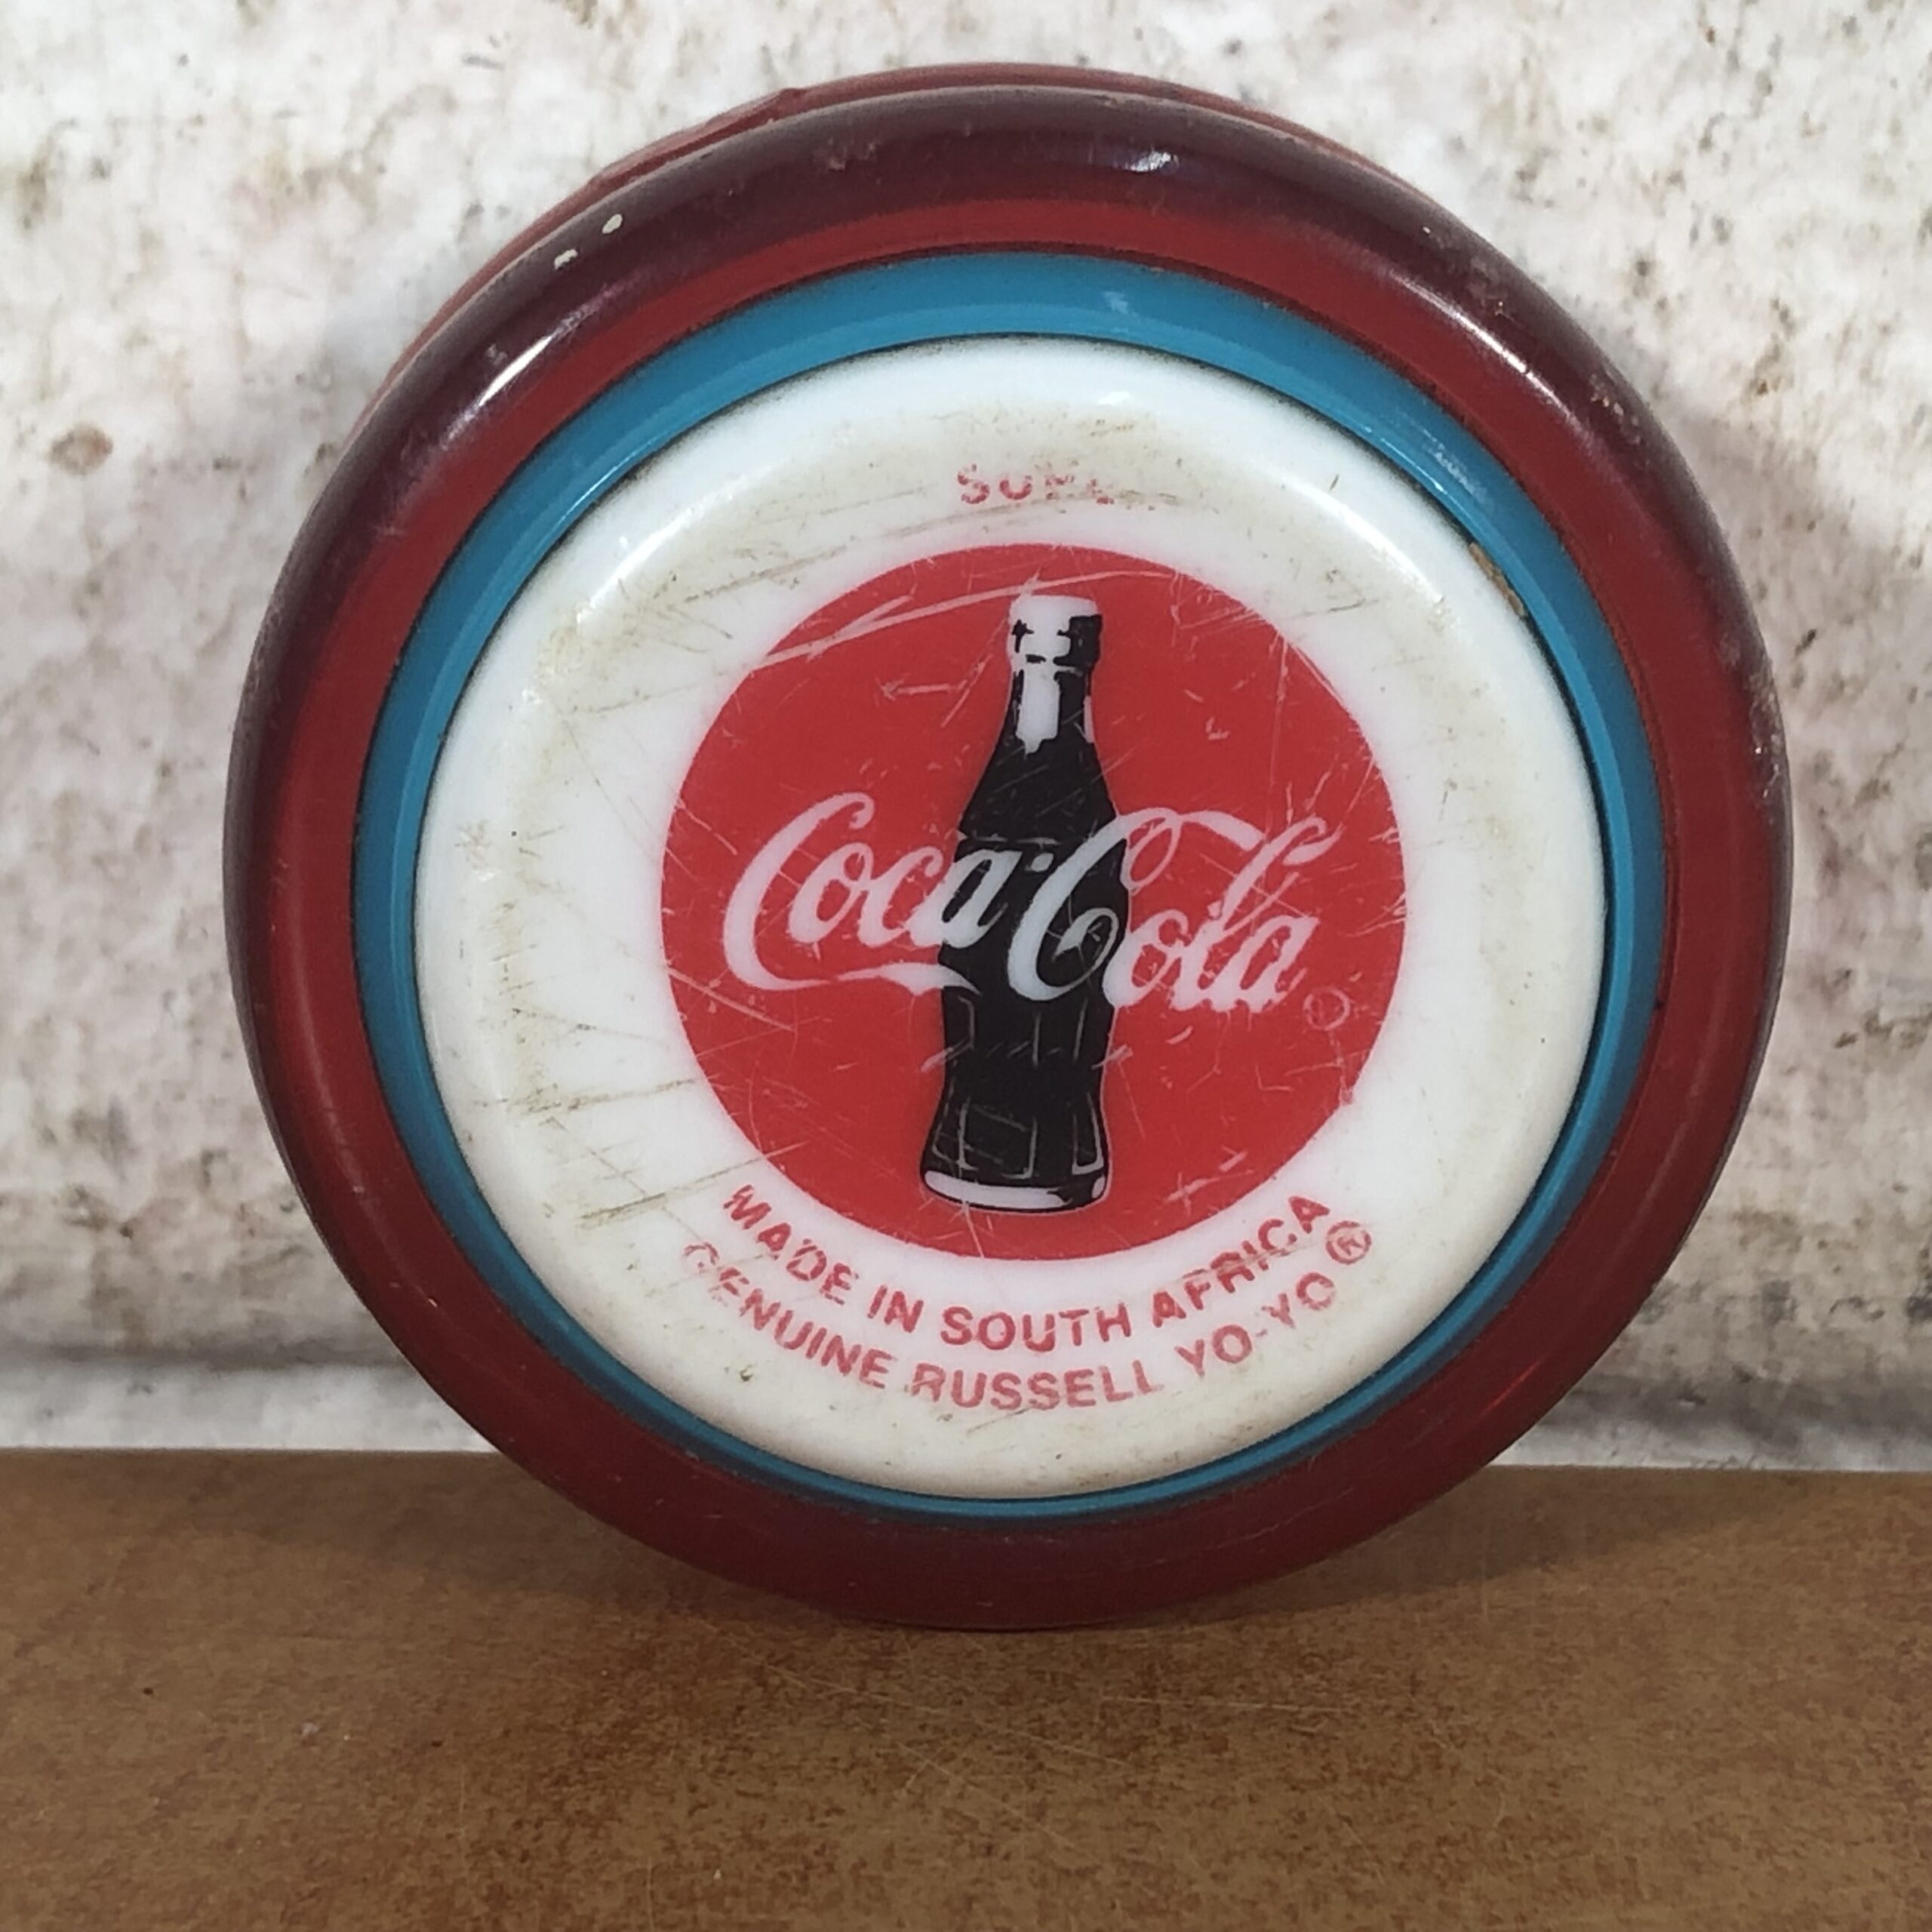 Coca-Cola
MADE IN SOUTH AFRICA
GENUINE RUSSELL YO-YO®